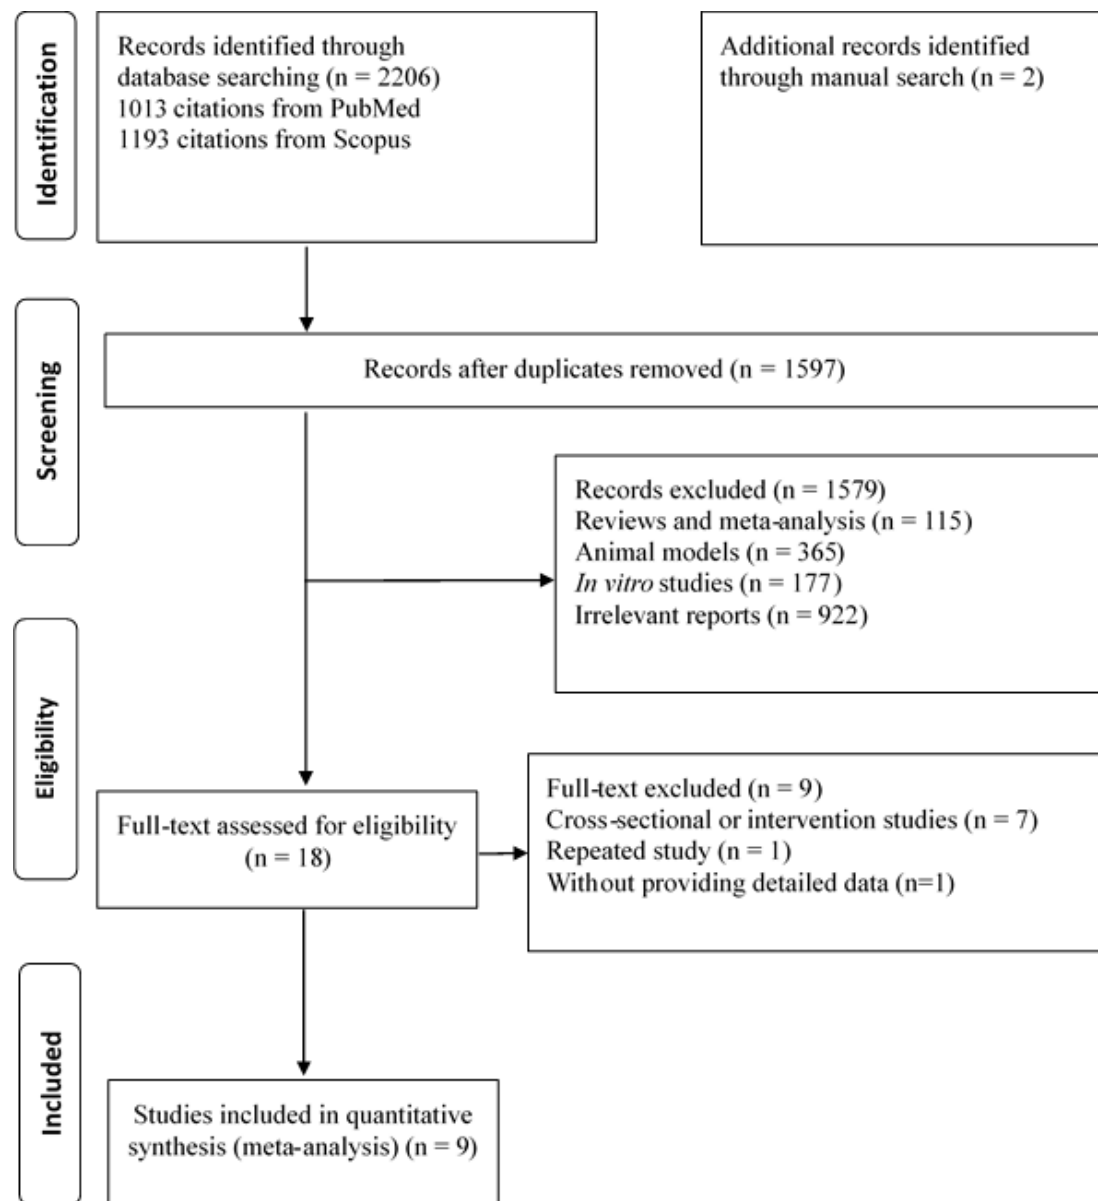 Identification
Records identified through
database searching (n = 2206)
1013 citations from PubMed
1193 citations from Scopus
Additional records identified
through manual search (n = 2)
Screening
Records after duplicates removed (n = 1597)
Records excluded (n = 1579)
Reviews and meta-analysis (n = 115)
Animal models (n = 365)
In vitro studies (n = 177)
Irrelevant reports (n = 922)
Eligibility
Full-text assessed for eligibility
(n = 18)
Full-text excluded (n = 9)
Cross-sectional or intervention studies (n = 7)
Repeated study (n = 1)
Without providing detailed data (n=1)
Included
Studies included in quantitative
synthesis (meta-analysis) (n = 9)